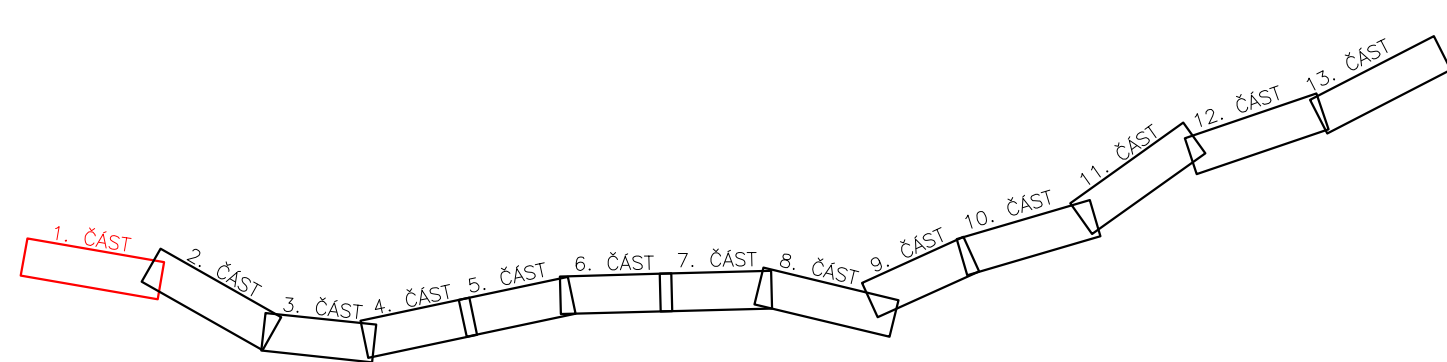 1. ČÁST
2. ČÁST
3. ČÁST
4. ČÁST
5. ČÁST
6. ČÁST
7. ČÁST
8. ČÁST
9. ČÁST
10. ČÁST
11. ČÁST
12. ČÁST
13. ČÁST